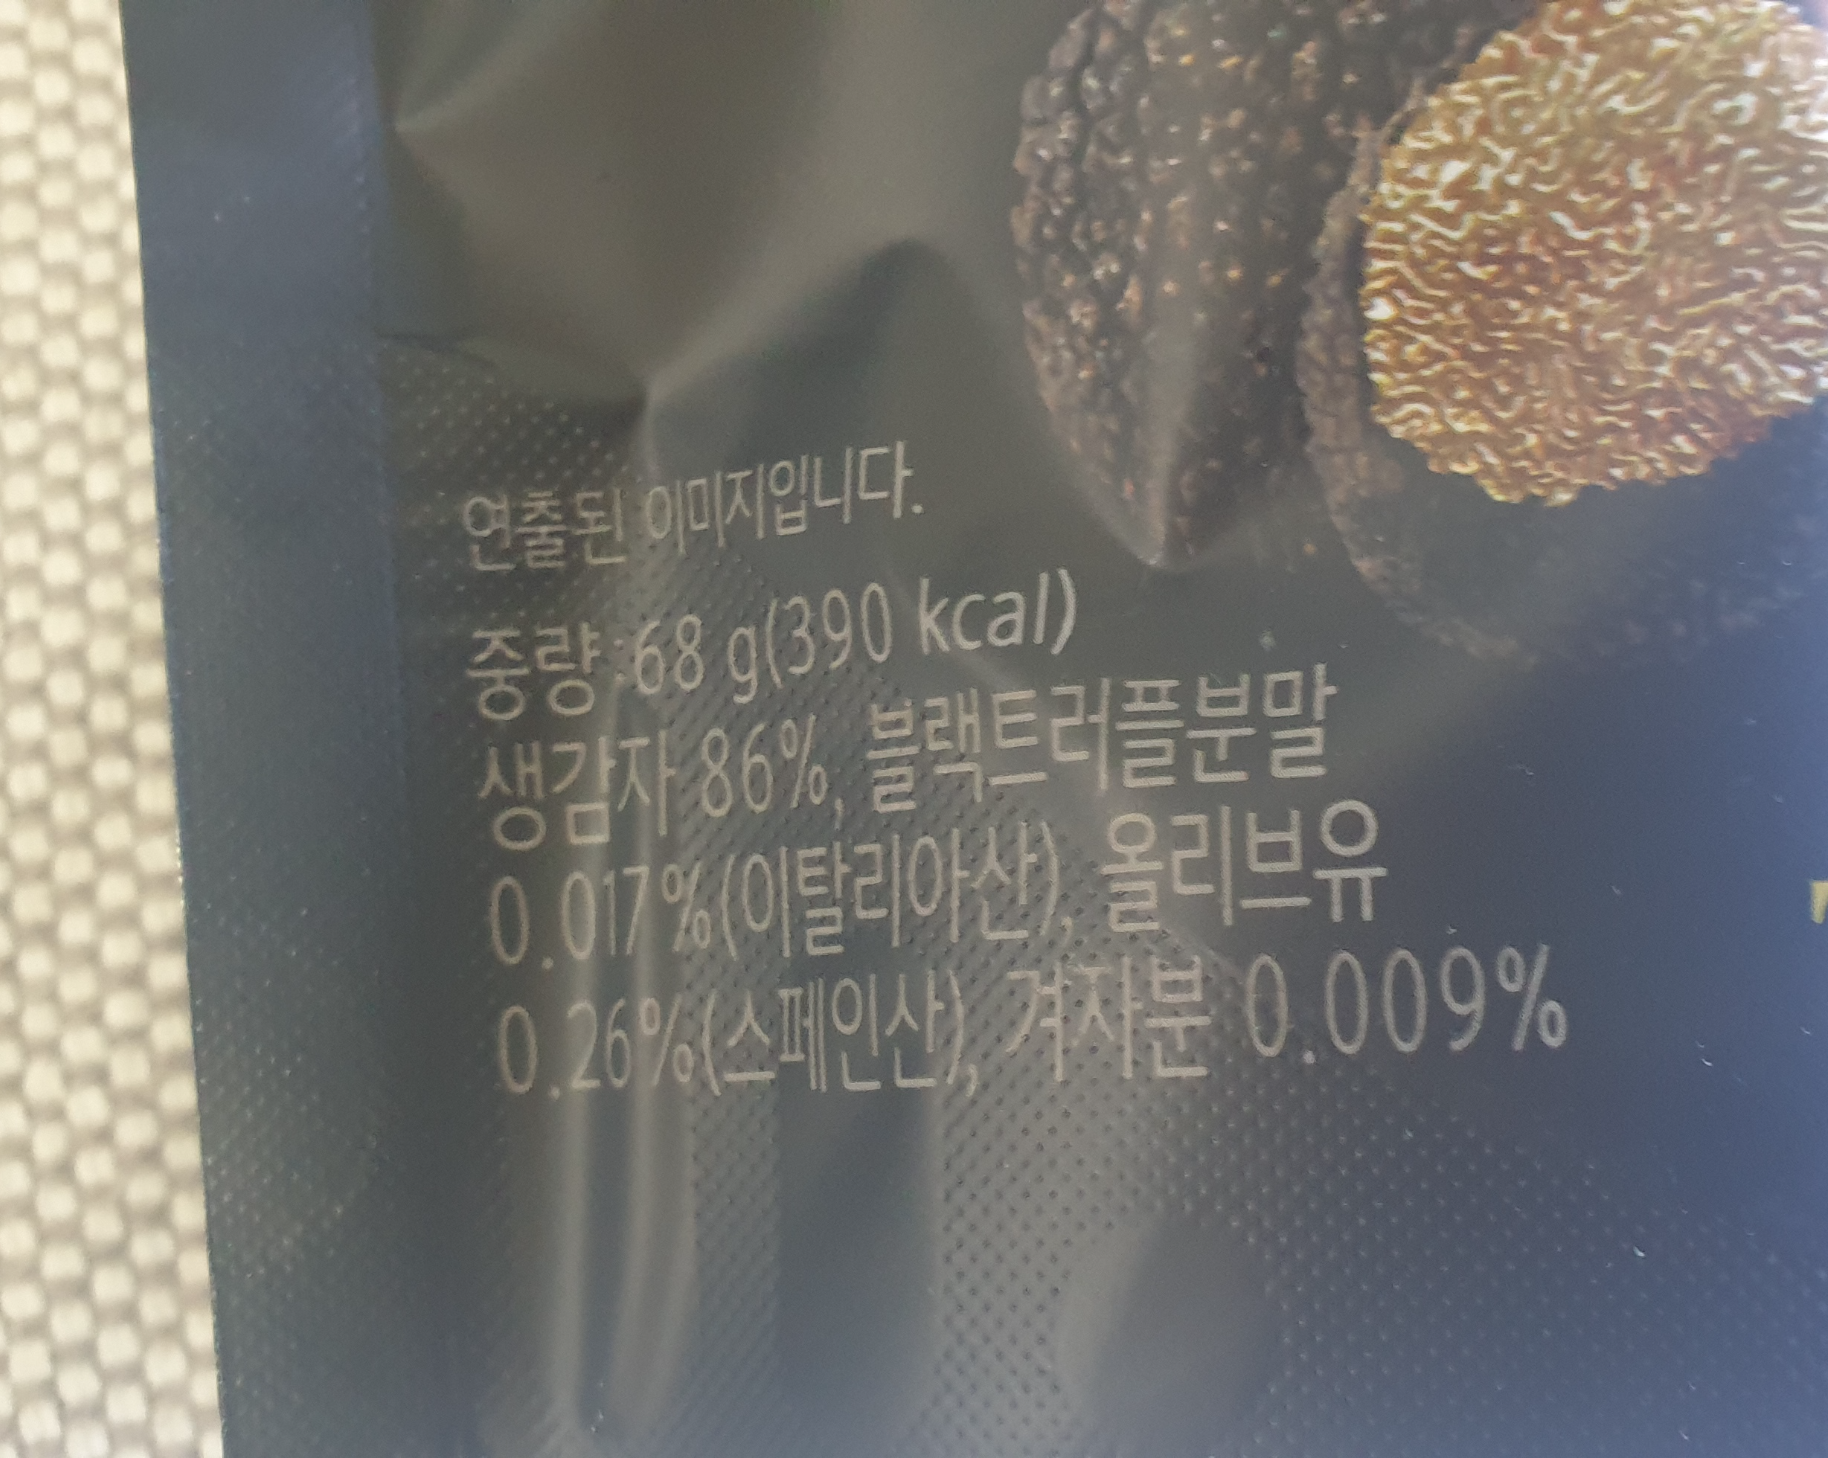 연출된 이미지입니다.
중량 :68 g(390 kcal)
생감자 86%, 블랙트러플분말
0.017%(이탈리아산), 올리브유
0.26%(스페인산), 겨자분 0.009%